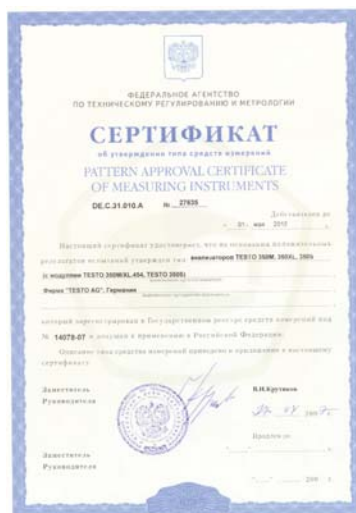 ФЕДЕРАЛЬНОЕ АГЕНТСТВО
ПО ТЕХНИЧЕСКОМУ РЕГУЛИРОВАНИЮ И МЕТРОЛОГИИ
СЕРТИФИКАТ
об утверждении типа средств измерений
PATTERN APPROVAL CERTIFICATE
OF MEASURING INSTRUMENTS
DE.C.31.010.A № 27635
Действителен до
" 01 " мая 2012
Настоящий сертификат удостоверяет, что на основании положительных
результатов испытаний утвержден тип анализаторов TESTO 350M, 350XL,
(с модулями TESTO 350M/XL,454,
Фирма "TESTO AG", Германия
который зарегистрирован в Государственном реестре средств измерений под
№ 14078-07 и допущен к применению в Российской Федерации.
Описание типа средства измерений приведено в приложении к настоящему
сертификату.
Заместитель
Руководителя
В.Н.Крутиков
Продлен до
Заместитель
Руководителя
200 г.